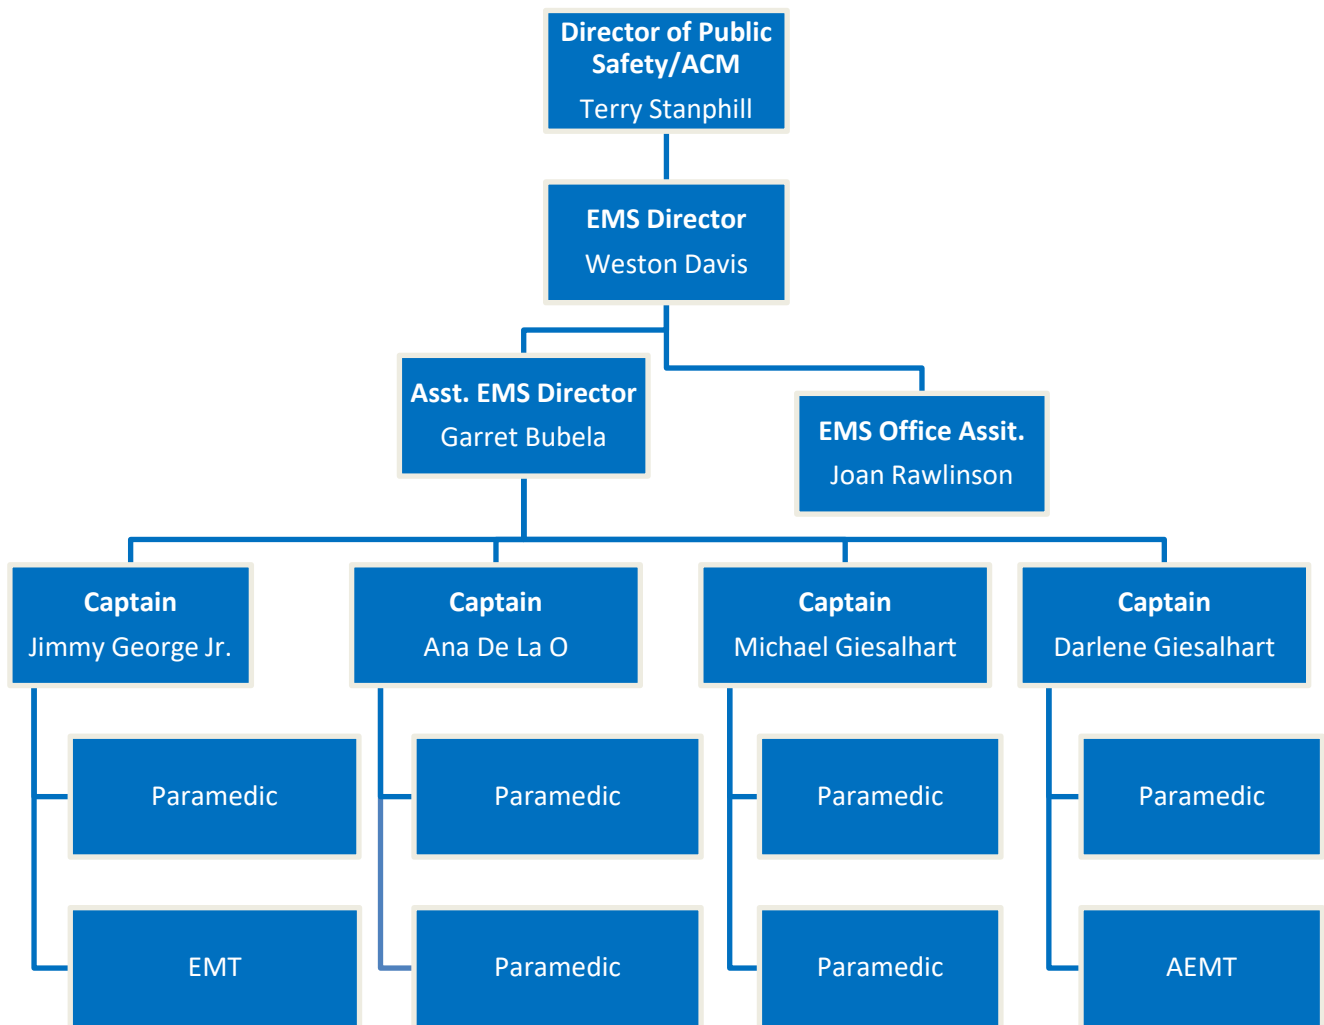 Director of Public
Safety/ACM
Terry Stanphill
EMS Director
Weston Davis
Asst. EMS Director
Garret Bubela
EMS Office Assit.
Joan Rawlinson
Captain
Jimmy George Jr.
Captain
Ana De La O
Captain
Michael Giesalhart
Captain
Darlene Giesalhart
Paramedic
Paramedic
Paramedic
Paramedic
EMT
Paramedic
Paramedic
AEMT